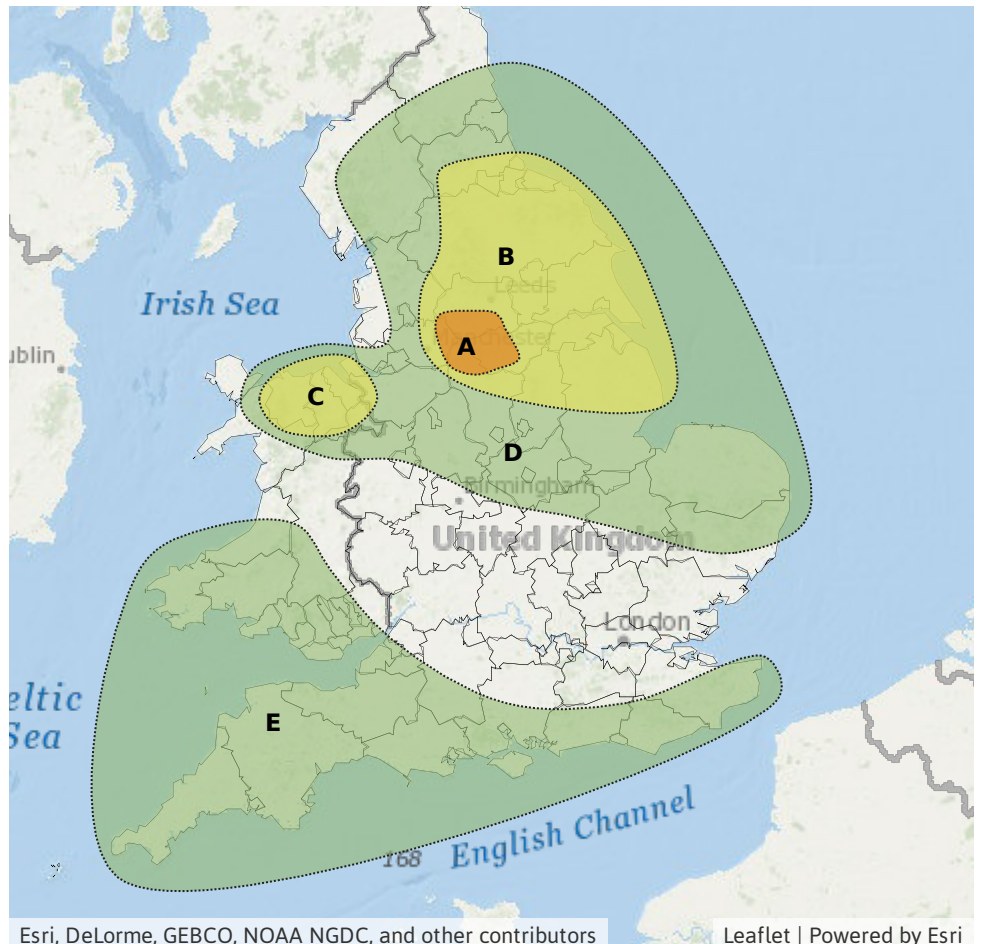 B
Leeds
Irish Sea
A
ublin
C
D
Birmingham
United Kingdom
London
eltic
Sea
E
English Channel
168
Esri, DeLorme, GEBCO, NOAA NGDC, and other contributors
Leaflet | Powered by Esri